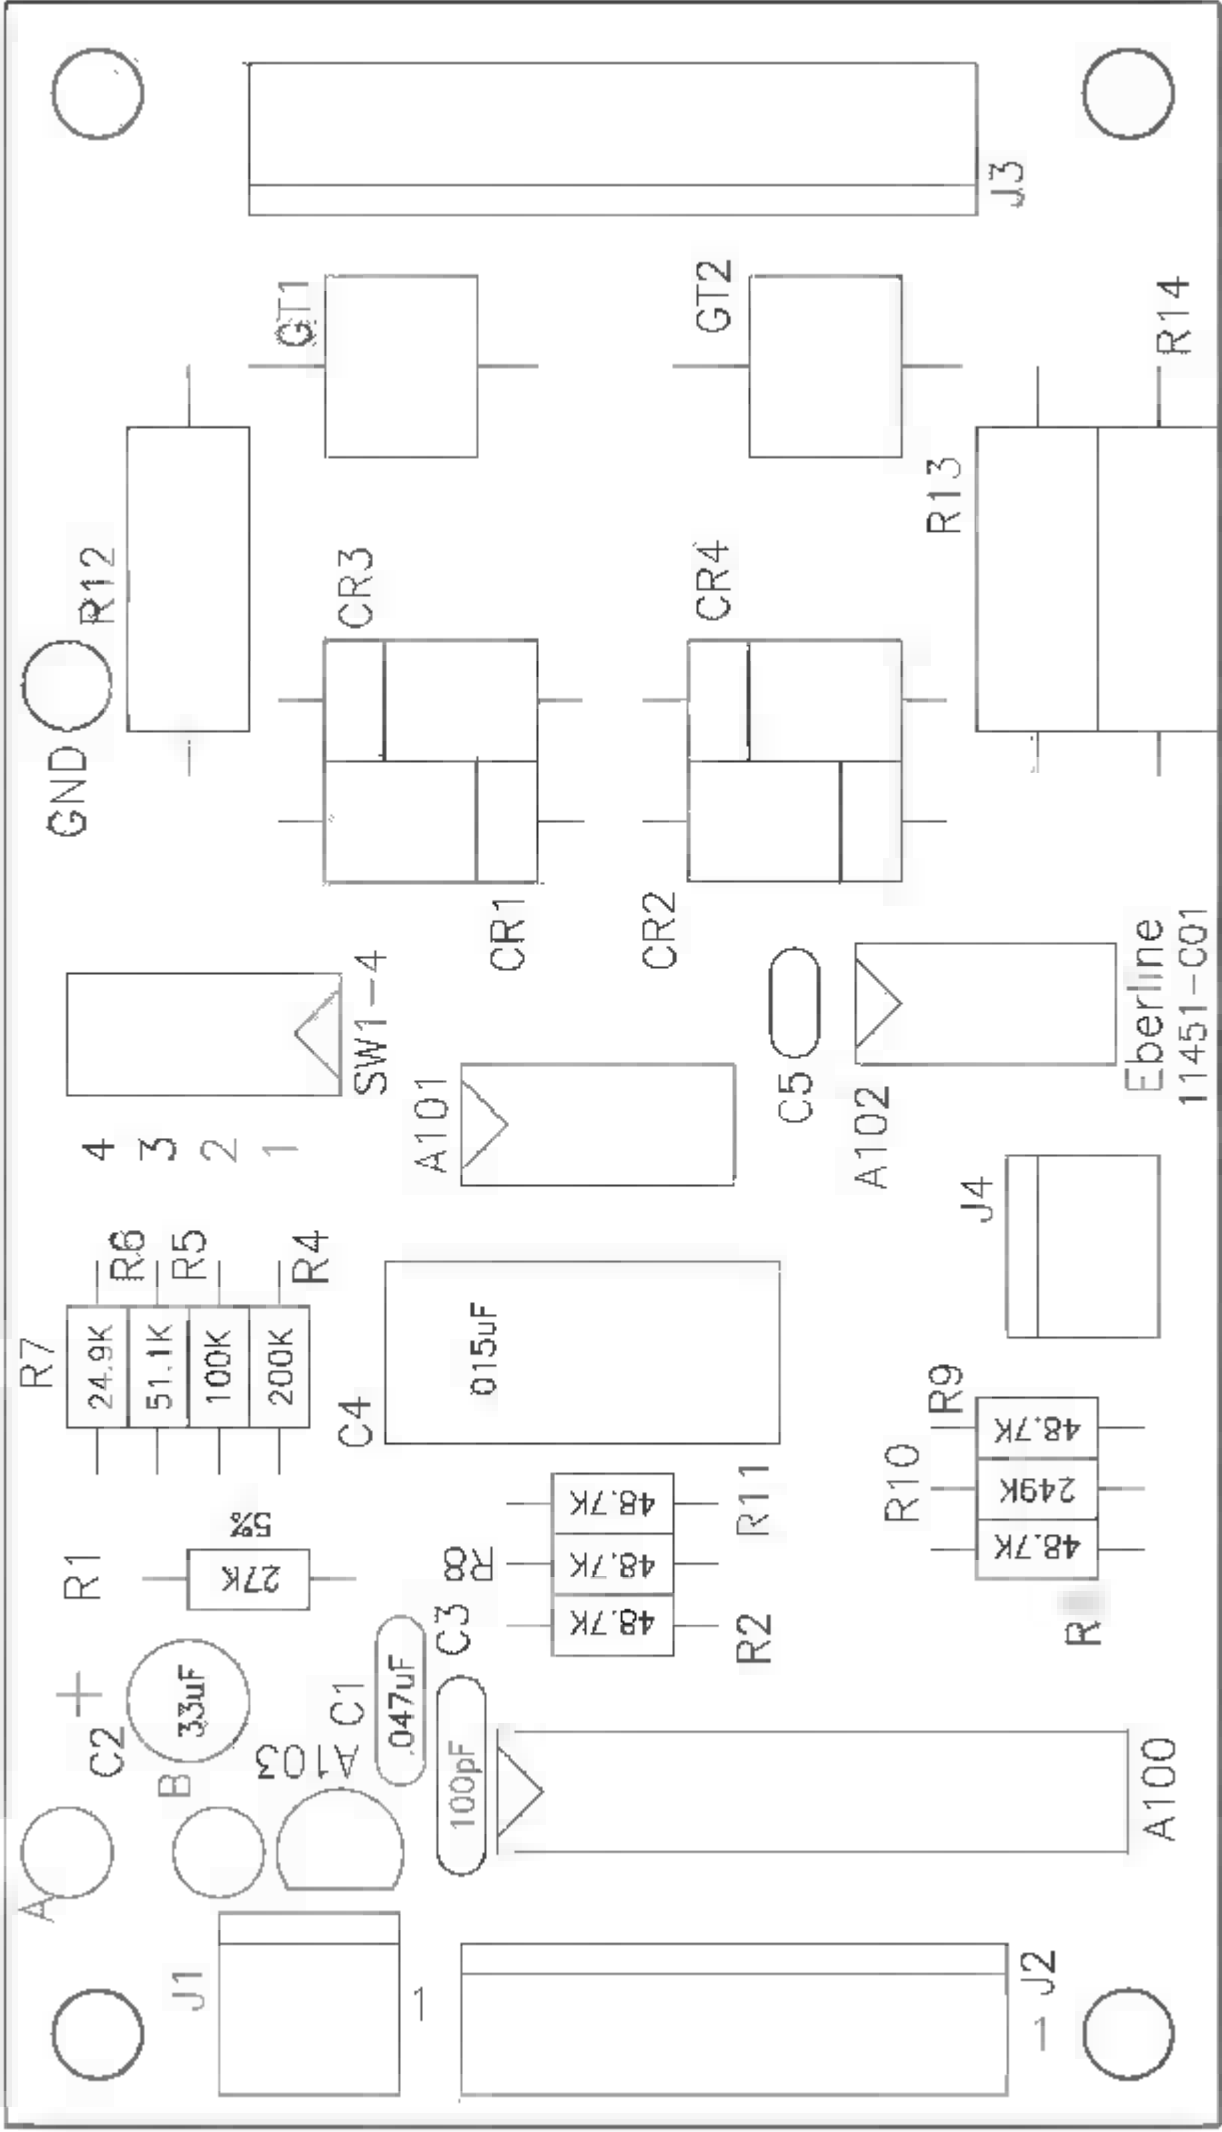 J3
GT1
GT2
R14
R13
R12
CR3
CR4
GND
CR1
CR2
SW1-4
Eberline
11451-C01
A101
C5
A102
4
3
2
1
J4
R6
R5
R4
R7
24.9K
51.1K
100K
200K
015uF
C4
R9
48.7K
R10
249K
48.7K
R11
48.7K
5%
R1
27K
R8
48.7K
C3
48.7K
R2
R
+
33uF
C2
C1
.047uF
A103
B
100pF
A100
A
J1
1
J2
1